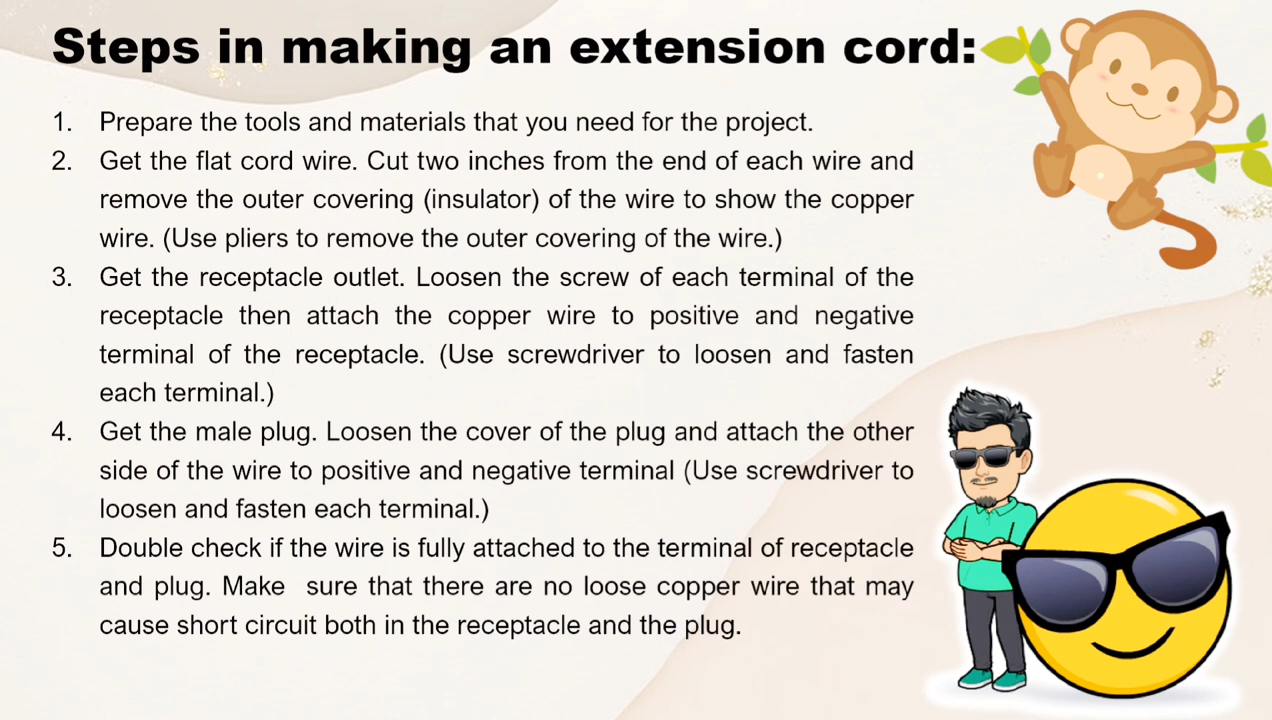 Steps in making an extension cord:
1. Prepare the tools and materials that you need for the project.
2. Get the flat cord wire. Cut two inches from the end of each wire and
remove the outer covering (insulator) of the wire to show the copper
wire. (Use pliers to remove the outer covering of the wire.)
3. Get the receptacle outlet. Loosen the screw of each terminal of the
receptacle then attach the copper wire to positive and negative
terminal of the receptacle. (Use screwdriver to loosen and fasten
each terminal.)
4. Get the male plug. Loosen the cover of the plug and attach the other
side of the wire to positive and negative terminal (Use screwdriver to
loosen and fasten each terminal.)
5. Double check if the wire is fully attached to the terminal of receptacle
and plug. Make  sure that there are no loose copper wire that may
cause short circuit both in the receptacle and the plug.